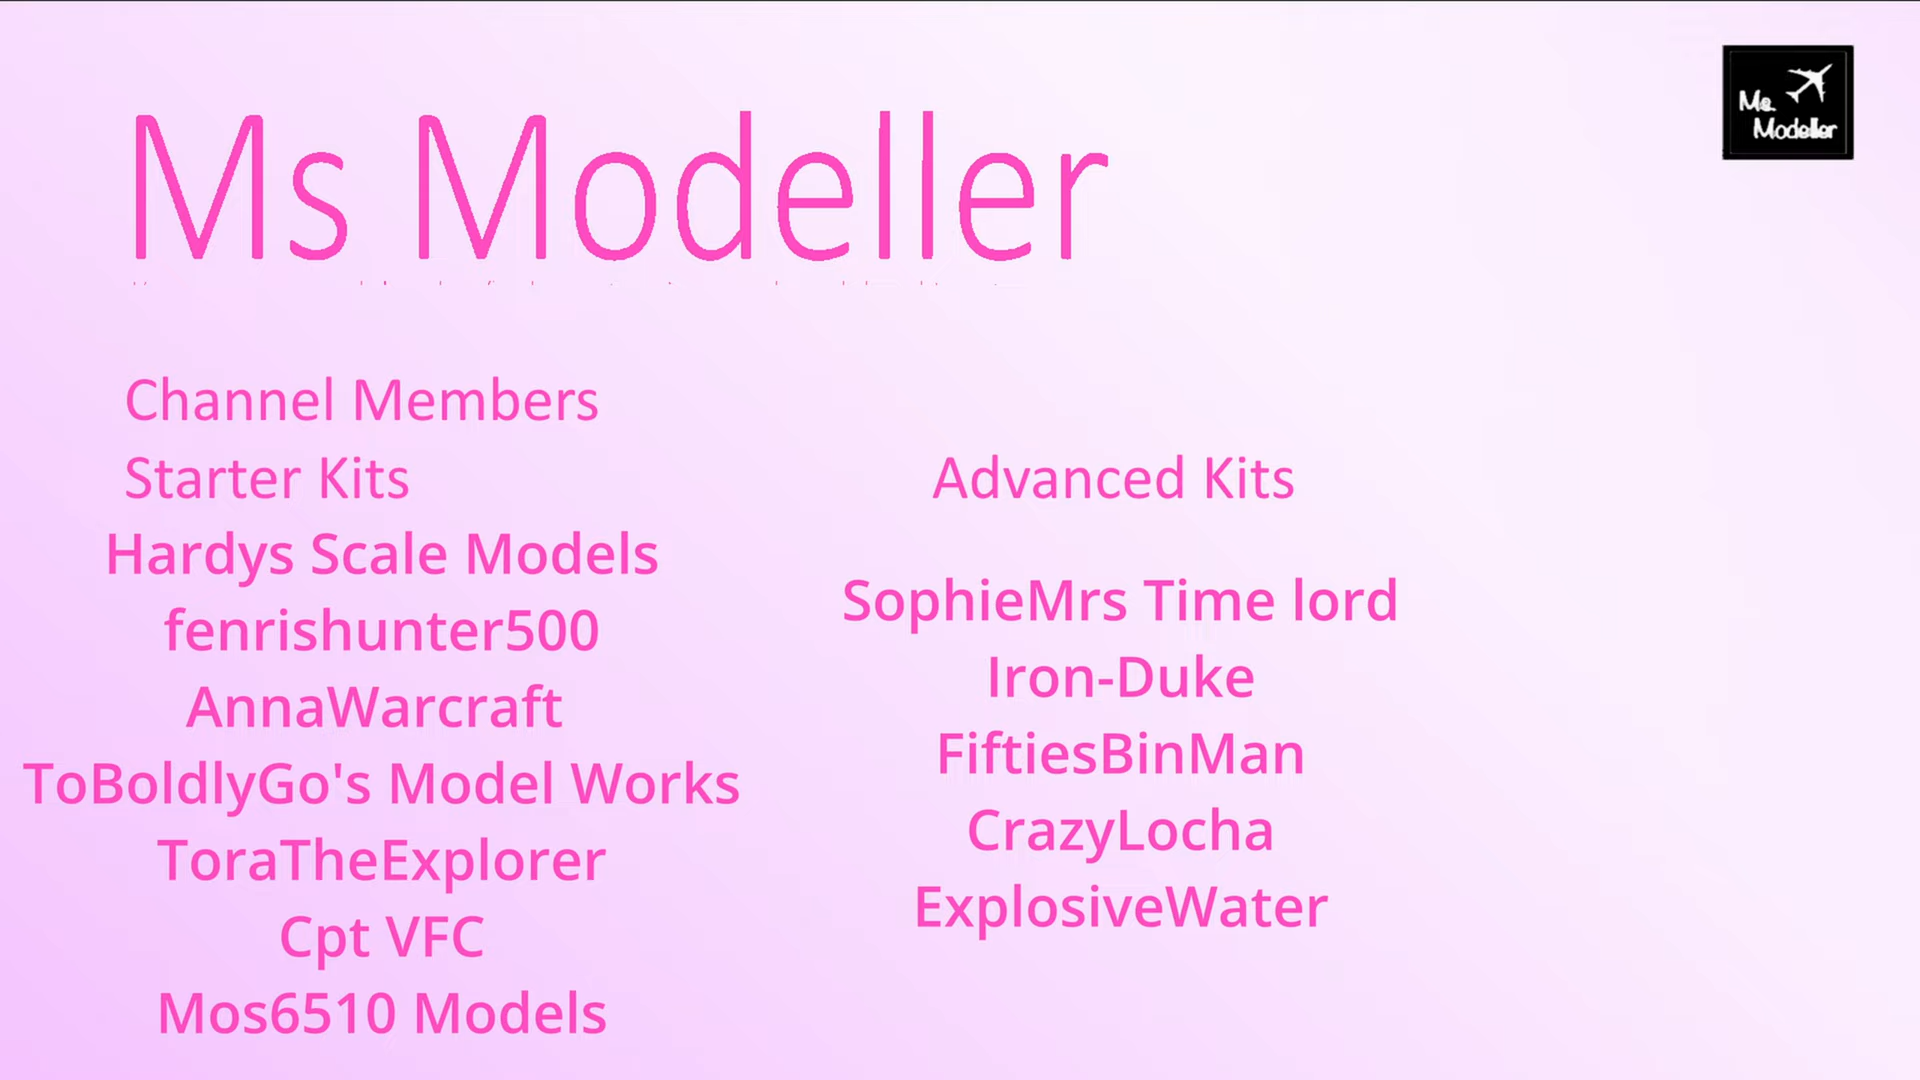 Ms Modeller
Ms.
Modeller
Channel Members
Starter Kits
Hardys Scale Models
fenrishunter500
AnnaWarcraft
ToBoldlyGo's Model Works
ToraTheExplorer
Cpt VFC
Mos6510 Models
Advanced Kits
SophieMrs Time lord
Iron-Duke
FiftiesBinMan
CrazyLocha
ExplosiveWater